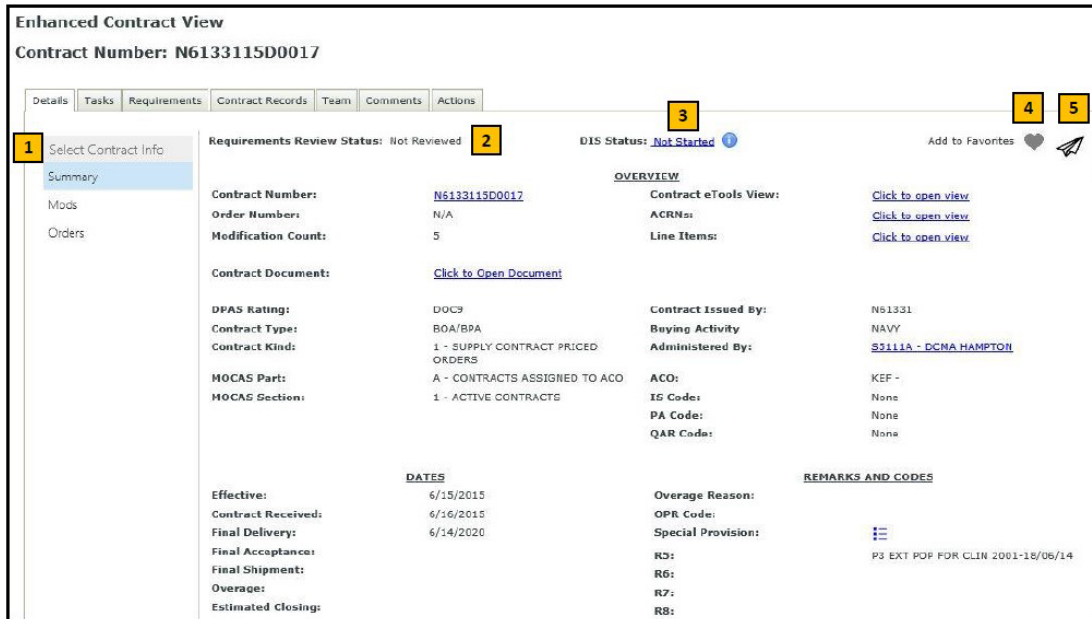 Enhanced Contract View
Contract Number: N6133115D0017
Details Tasks Requirements Contract Records Team Comments Actions
1 Select Contract Info
Summary
Mods
Orders
Requirements Review Status: Not Reviewed 2 DIS Status: Not Started 3 Add to Favorites 4 5
OVERVIEW
Contract Number: N6133115D0017 Contract eTools View: Click to open view
Order Number: N/A ACRNs: Click to open view
Modification Count: 5 Line Items: Click to open view
Contract Document: Click to Open Document
DPAS Rating: DOC9 Contract Issued By: N61331
Contract Type: BOA/BPA Buying Activity NAVY
Contract Kind: 1 - SUPPLY CONTRACT PRICED Administered By: S5111A - DCMA HAMPTON
ORDERS
MOCAS Part: A - CONTRACTS ASSIGNED TO ACO ACO: KEF -
MOCAS Section: 1 - ACTIVE CONTRACTS IS Code: None
PA Code: None
QAR Code: None
DATES REMARKS AND CODES
Effective: 6/15/2015 Overage Reason:
Contract Received: 6/16/2015 OPR Code:
Final Delivery: 6/14/2020 Special Provision:
Final Acceptance: R5: P3 EXT POP FOR CLIN 2001-18/06/14
Final Shipment: R6:
Overage: R7:
Estimated Closing: R8: